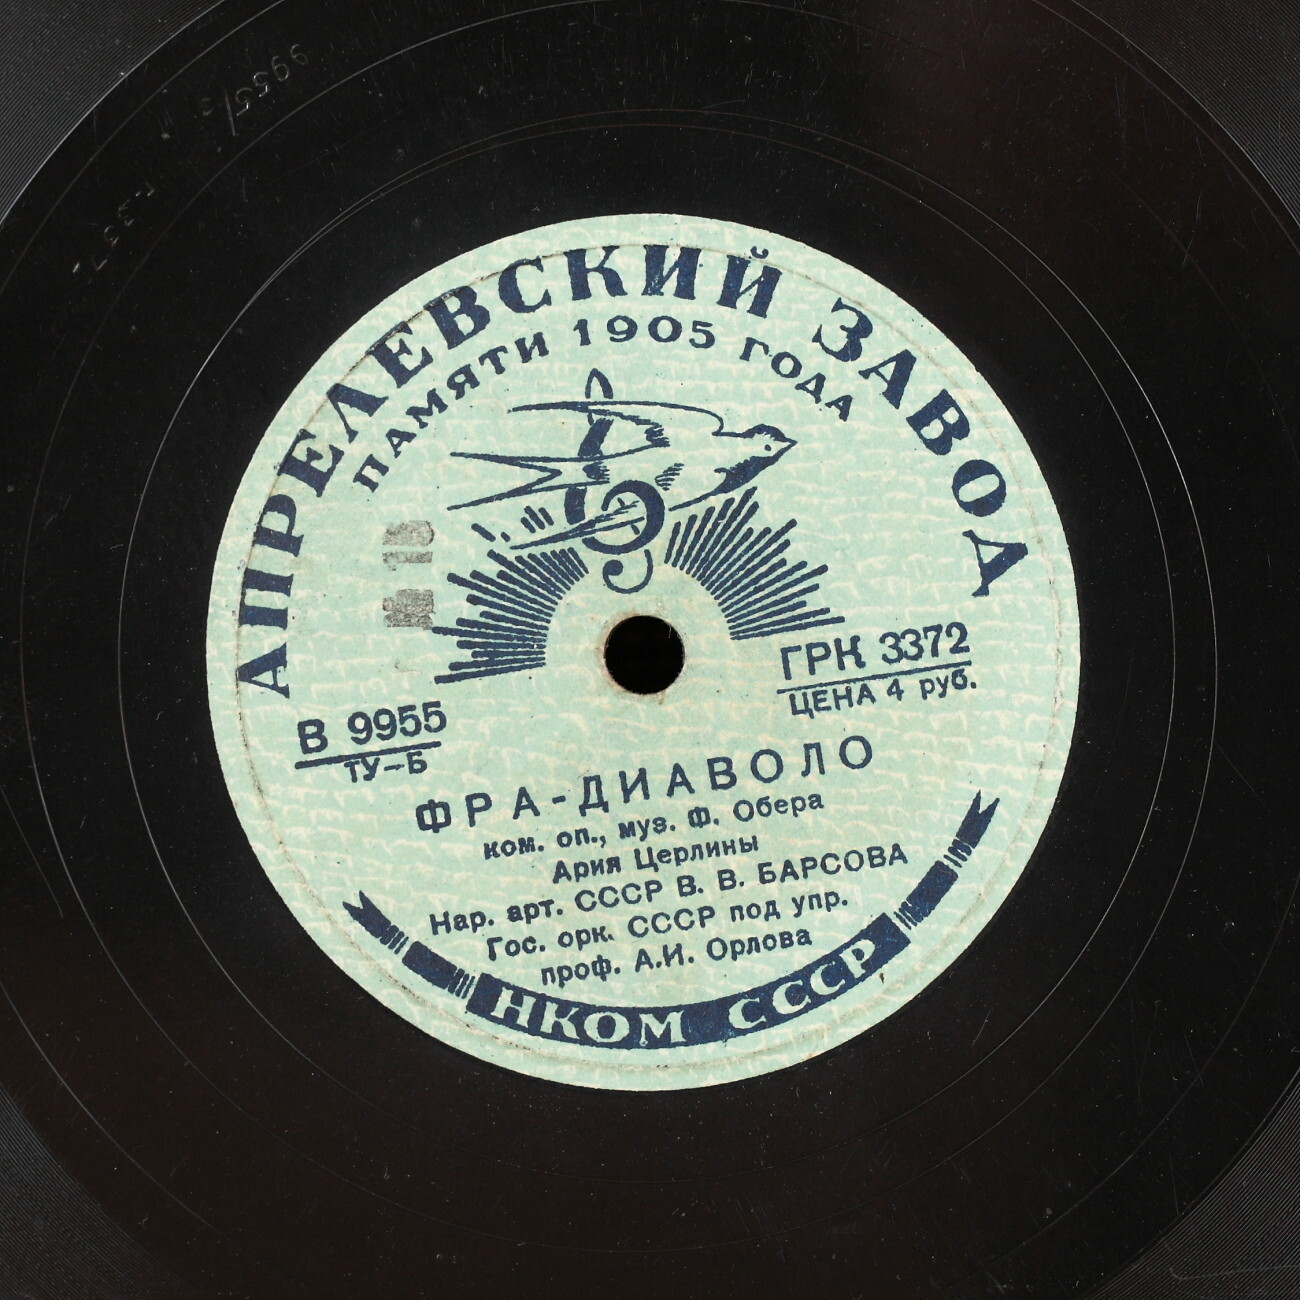 АПРЕЛЕВСКИЙ ЗАВОД
ПАМЯТИ 1905 ГОДА
ГРК 3372
ЦЕНА 4 руб.
В 9955
ТУ-Б
ФРА-ДИАВОЛО
ком. оп., муз. Ф. Обера
Ария Церлины
Нар. арт. СССР В. В. БАРСОВА
Гос. орк. СССР под упр.
проф. А.И. Орлова
НКОМ СССР